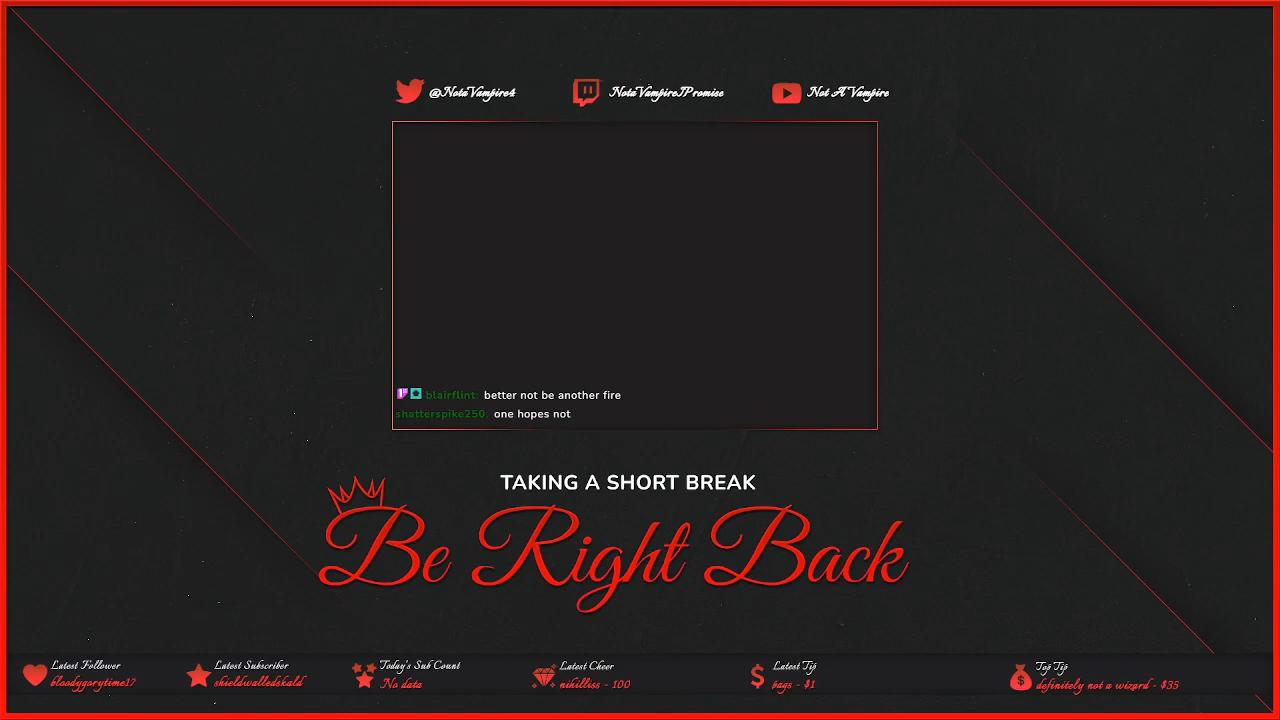 @NotaVampire4
NotaVampireIPromise
Not A Vampire
blairflint: better not be another fire
shatterspike250: one hopes not
TAKING A SHORT BREAK
Be Right Back
Latest Follower
bloodygorytime17
Latest Subscriber
shieldwalledskald
Today's Sub Count
No data
Latest Cheer
nihilliss - 100
Latest Tip
bags - $1
Top Tip
definitely not a wizard - $35